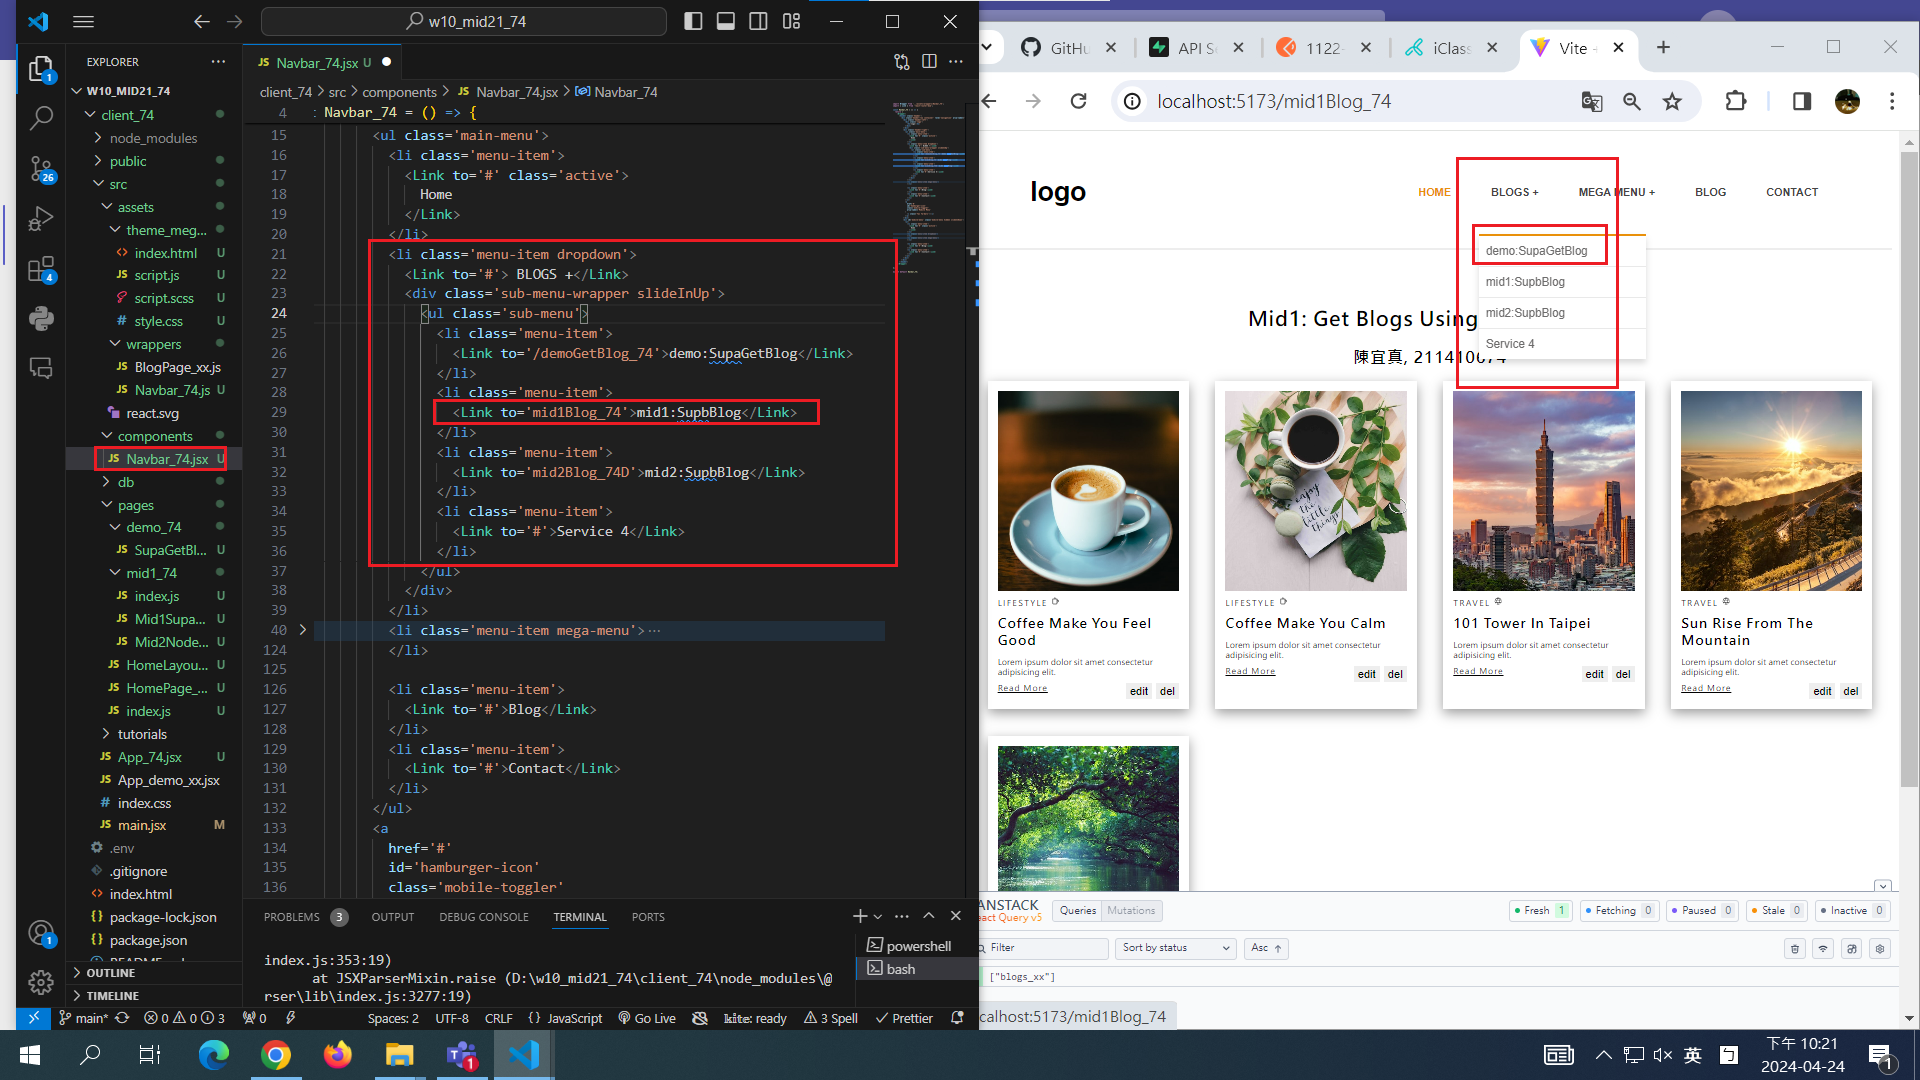 w10_mid21_74
EXPLORER
W10_MID21_74
client_74
node_modules
public
src
assets
theme_meg...
index.html U
script.js U
script.scss U
style.css U
wrappers
BlogPage_xx.js
Navbar_74.js U
react.svg
components
Navbar_74.jsx U
db
pages
demo_74
SupaGetBl... U
mid1_74
index.js U
Mid1Supa... U
Mid2Node... U
HomeLayou... U
HomePage_... U
index.js U
tutorials
App_74.jsx U
App_demo_xx.jsx
index.css
main.jsx M
.env
.gitignore
index.html
package-lock.json
package.json
OUTLINE
TIMELINE
1
26
4
1
Navbar_74.jsx U
client_74 > src > components > Navbar_74.jsx > Navbar_74
4 : Navbar_74 = () => {
15 <ul class='main-menu'>
16 <li class='menu-item'>
17 <Link to='#' class='active'>
18 Home
19 </Link>
20 </li>
21 <li class='menu-item dropdown'>
22 <Link to='#'> BLOGS +</Link>
23 <div class='sub-menu-wrapper slideInUp'>
24 <ul class='sub-menu'>
25 <li class='menu-item'>
26 <Link to='/demoGetBlog_74'>demo:SupaGetBlog</Link>
27 </li>
28 <li class='menu-item'>
29 <Link to='mid1Blog_74'>mid1:SupbBlog</Link>
30 </li>
31 <li class='menu-item'>
32 <Link to='mid2Blog_74D'>mid2:SupbBlog</Link>
33 </li>
34 <li class='menu-item'>
35 <Link to='#'>Service 4</Link>
36 </li>
37 </ul>
38 </div>
39 </li>
40 <li class='menu-item mega-menu'>...
124 </li>
125
126 <li class='menu-item'>
127 <Link to='#'>Blog</Link>
128 </li>
129 <li class='menu-item'>
130 <Link to='#'>Contact</Link>
131 </li>
132 </ul>
133 <a
134 href='#'
135 id='hamburger-icon'
136 class='mobile-toggler'
PROBLEMS 3 OUTPUT DEBUG CONSOLE TERMINAL PORTS
index.js:353:19)
at JSXParserMixin.raise (D:\w10_mid21_74\client_74\node_modules\@
rser\lib\index.js:3277:19)
powershell
bash
main* 0 0 3 0 Spaces: 2 UTF-8 CRLF {} JavaScript Go Live kite: ready 3 Spell Prettier
GitHu API S 1122- iClass Vite
localhost:5173/mid1Blog_74
logo
HOME BLOGS + MEGA MENU + BLOG CONTACT
demo:SupaGetBlog
mid1:SupbBlog
mid2:SupbBlog
Service 4
Mid1: Get Blogs Using
陳宜真, 211410674
enjoy the little things
LIFESTYLE
Coffee Make You Feel
Good
Lorem ipsum dolor sit amet consectetur
adipisicing elit.
Read More
edit del
LIFESTYLE
Coffee Make You Calm
Lorem ipsum dolor sit amet consectetur
adipisicing elit.
Read More
edit del
TRAVEL
101 Tower In Taipei
Lorem ipsum dolor sit amet consectetur
adipisicing elit.
Read More
edit del
TRAVEL
Sun Rise From The
Mountain
Lorem ipsum dolor sit amet consectetur
adipisicing elit.
Read More
edit del
ANSTACK
act Query v5
Queries Mutations
Fresh 1 Fetching 0 Paused 0 Stale 0 Inactive 0
Filter Sort by status Asc ↑
["blogs_xx"]
calhost:5173/mid1Blog_74
1
英
下午 10:21
2024-04-24
1